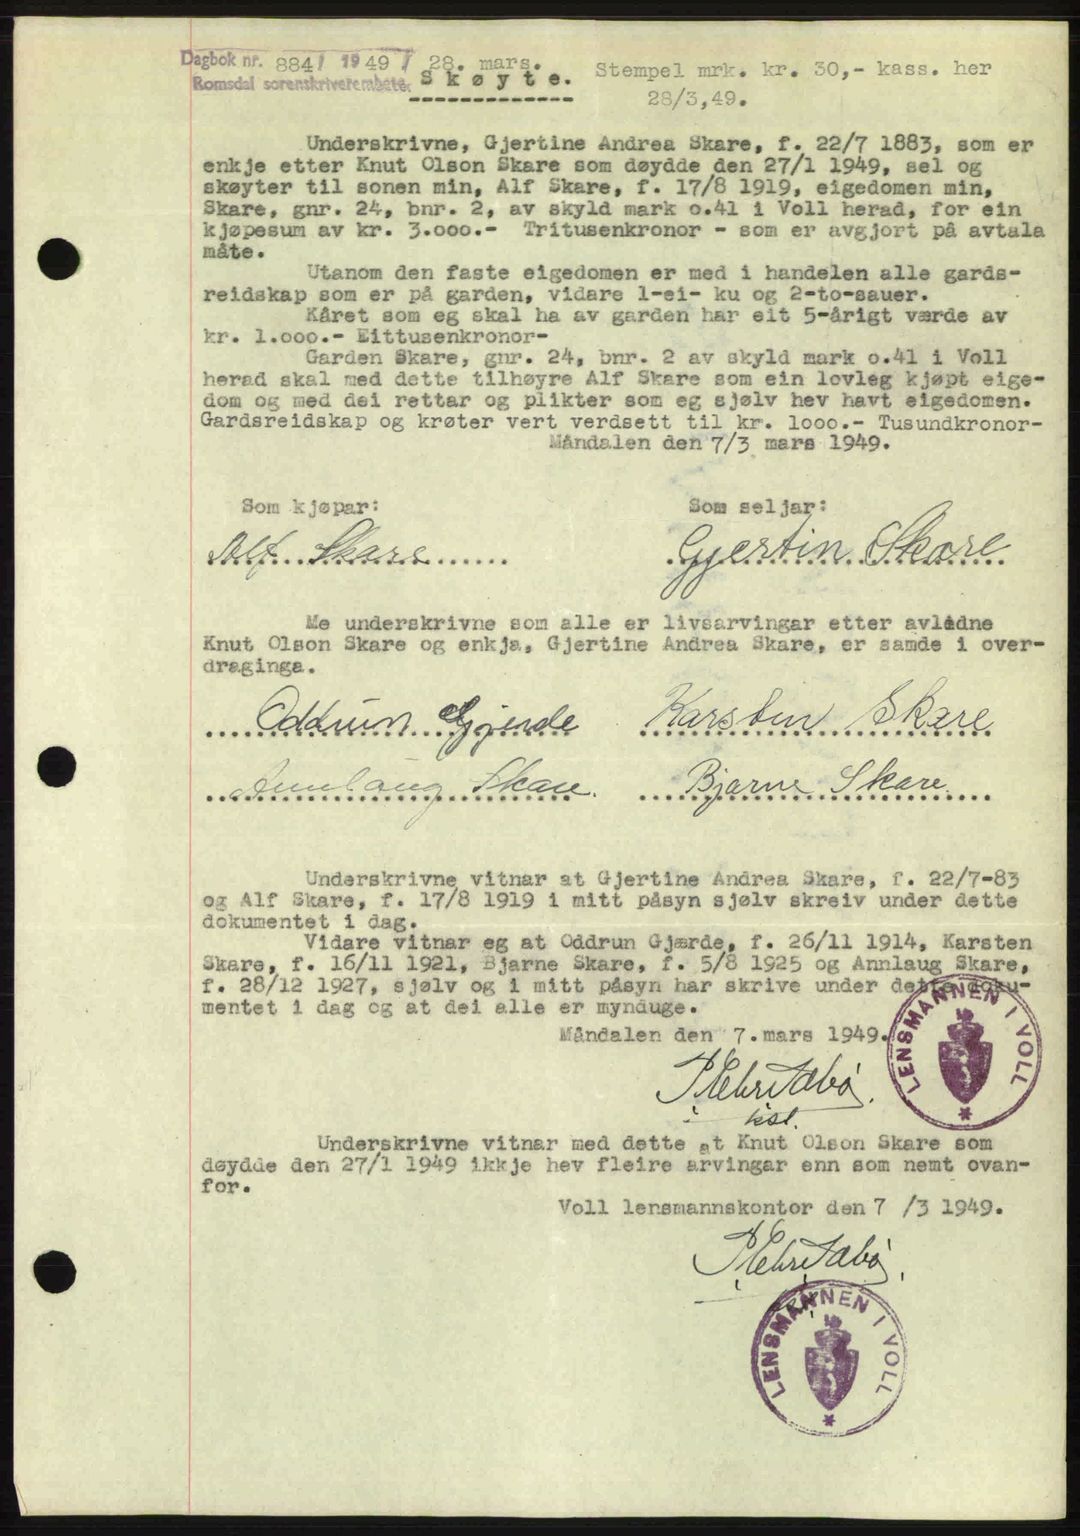 Dagbok nr. 884/ 1949 / 28. mars.
Romsdal sorenskriverembete.
Skøyte.
Stempel mrk. kr. 30,- kass. her
28/3,49.
Underskrivne, Gjertine Andrea Skare, f. 22/7 1883, som er
enkje etter Knut Olson Skare som døydde den 27/1 1949, sel og
skøyter til sonen min, Alf Skare, f. 17/8 1919, eigedomen min,
Skare, gnr. 24, bnr. 2, av skyld mark o.41 i Voll herad, for ein
kjøpesum av kr. 3.ooo.-  Tritusenkronor - som er avgjort på avtala
måte.
Utanom den faste eigedomen er med i handelen alle gards-
reidskap som er på garden, vidare 1-ei- ku og 2-to-sauer.
Kåret som eg skal ha av garden har eit 5-årigt værde av
kr. 1.ooo.- Eittusenkronor-
Garden Skare, gnr. 24, bnr. 2 av skyld mark o.41 i Voll
herad skal med dette tilhøyre Alf Skare som ein lovleg kjøpt eige-
dom og med dei rettar og plikter som eg sjølv hev havt eigedomen.
Gardsreidskap og krøter vert verdsett til kr. 1ooo.- Tusundkronor-
Måndalen den 7/3 mars 1949.
Som kjøpar:
Som seljar:
Alf Skare
Gjertin Skare
Me underskrivne som alle er livsarvingar etter avlidne
Knut Olson Skare og enkja, Gjertine Andrea Skare, er samde i over-
draginga.
Oddrun Gjerde
Karsten Skare
Annlaug Skare.
Bjarne Skare
Underskrivne vitnar at Gjertine Andrea Skare, f. 22/7-83
og Alf Skare, f. 17/8 1919 i mitt påsyn sjølv skreiv under dette
dokumentet i dag.
Vidare vitnar eg at Oddrun Gjærde, f. 26/11 1914, Karsten
Skare, f. 16/11 1921, Bjarne Skare, f. 5/8 1925 og Annlaug Skare,
f. 28/12 1927, sjølv og i mitt påsyn har skrive under dette doku-
mentet i dag og at dei alle er mynduge.
Måndalen den 7. mars 1949.
LENSMANNEN I VOLL
Underskrivne vitnar med dette at Knut Olson Skare som
døydde den 27/1 1949 ikkje hev fleire arvingar enn som nemt ovan-
for.
Voll lensmannskontor den 7 /3 1949.
LENSMANNEN I VOLL